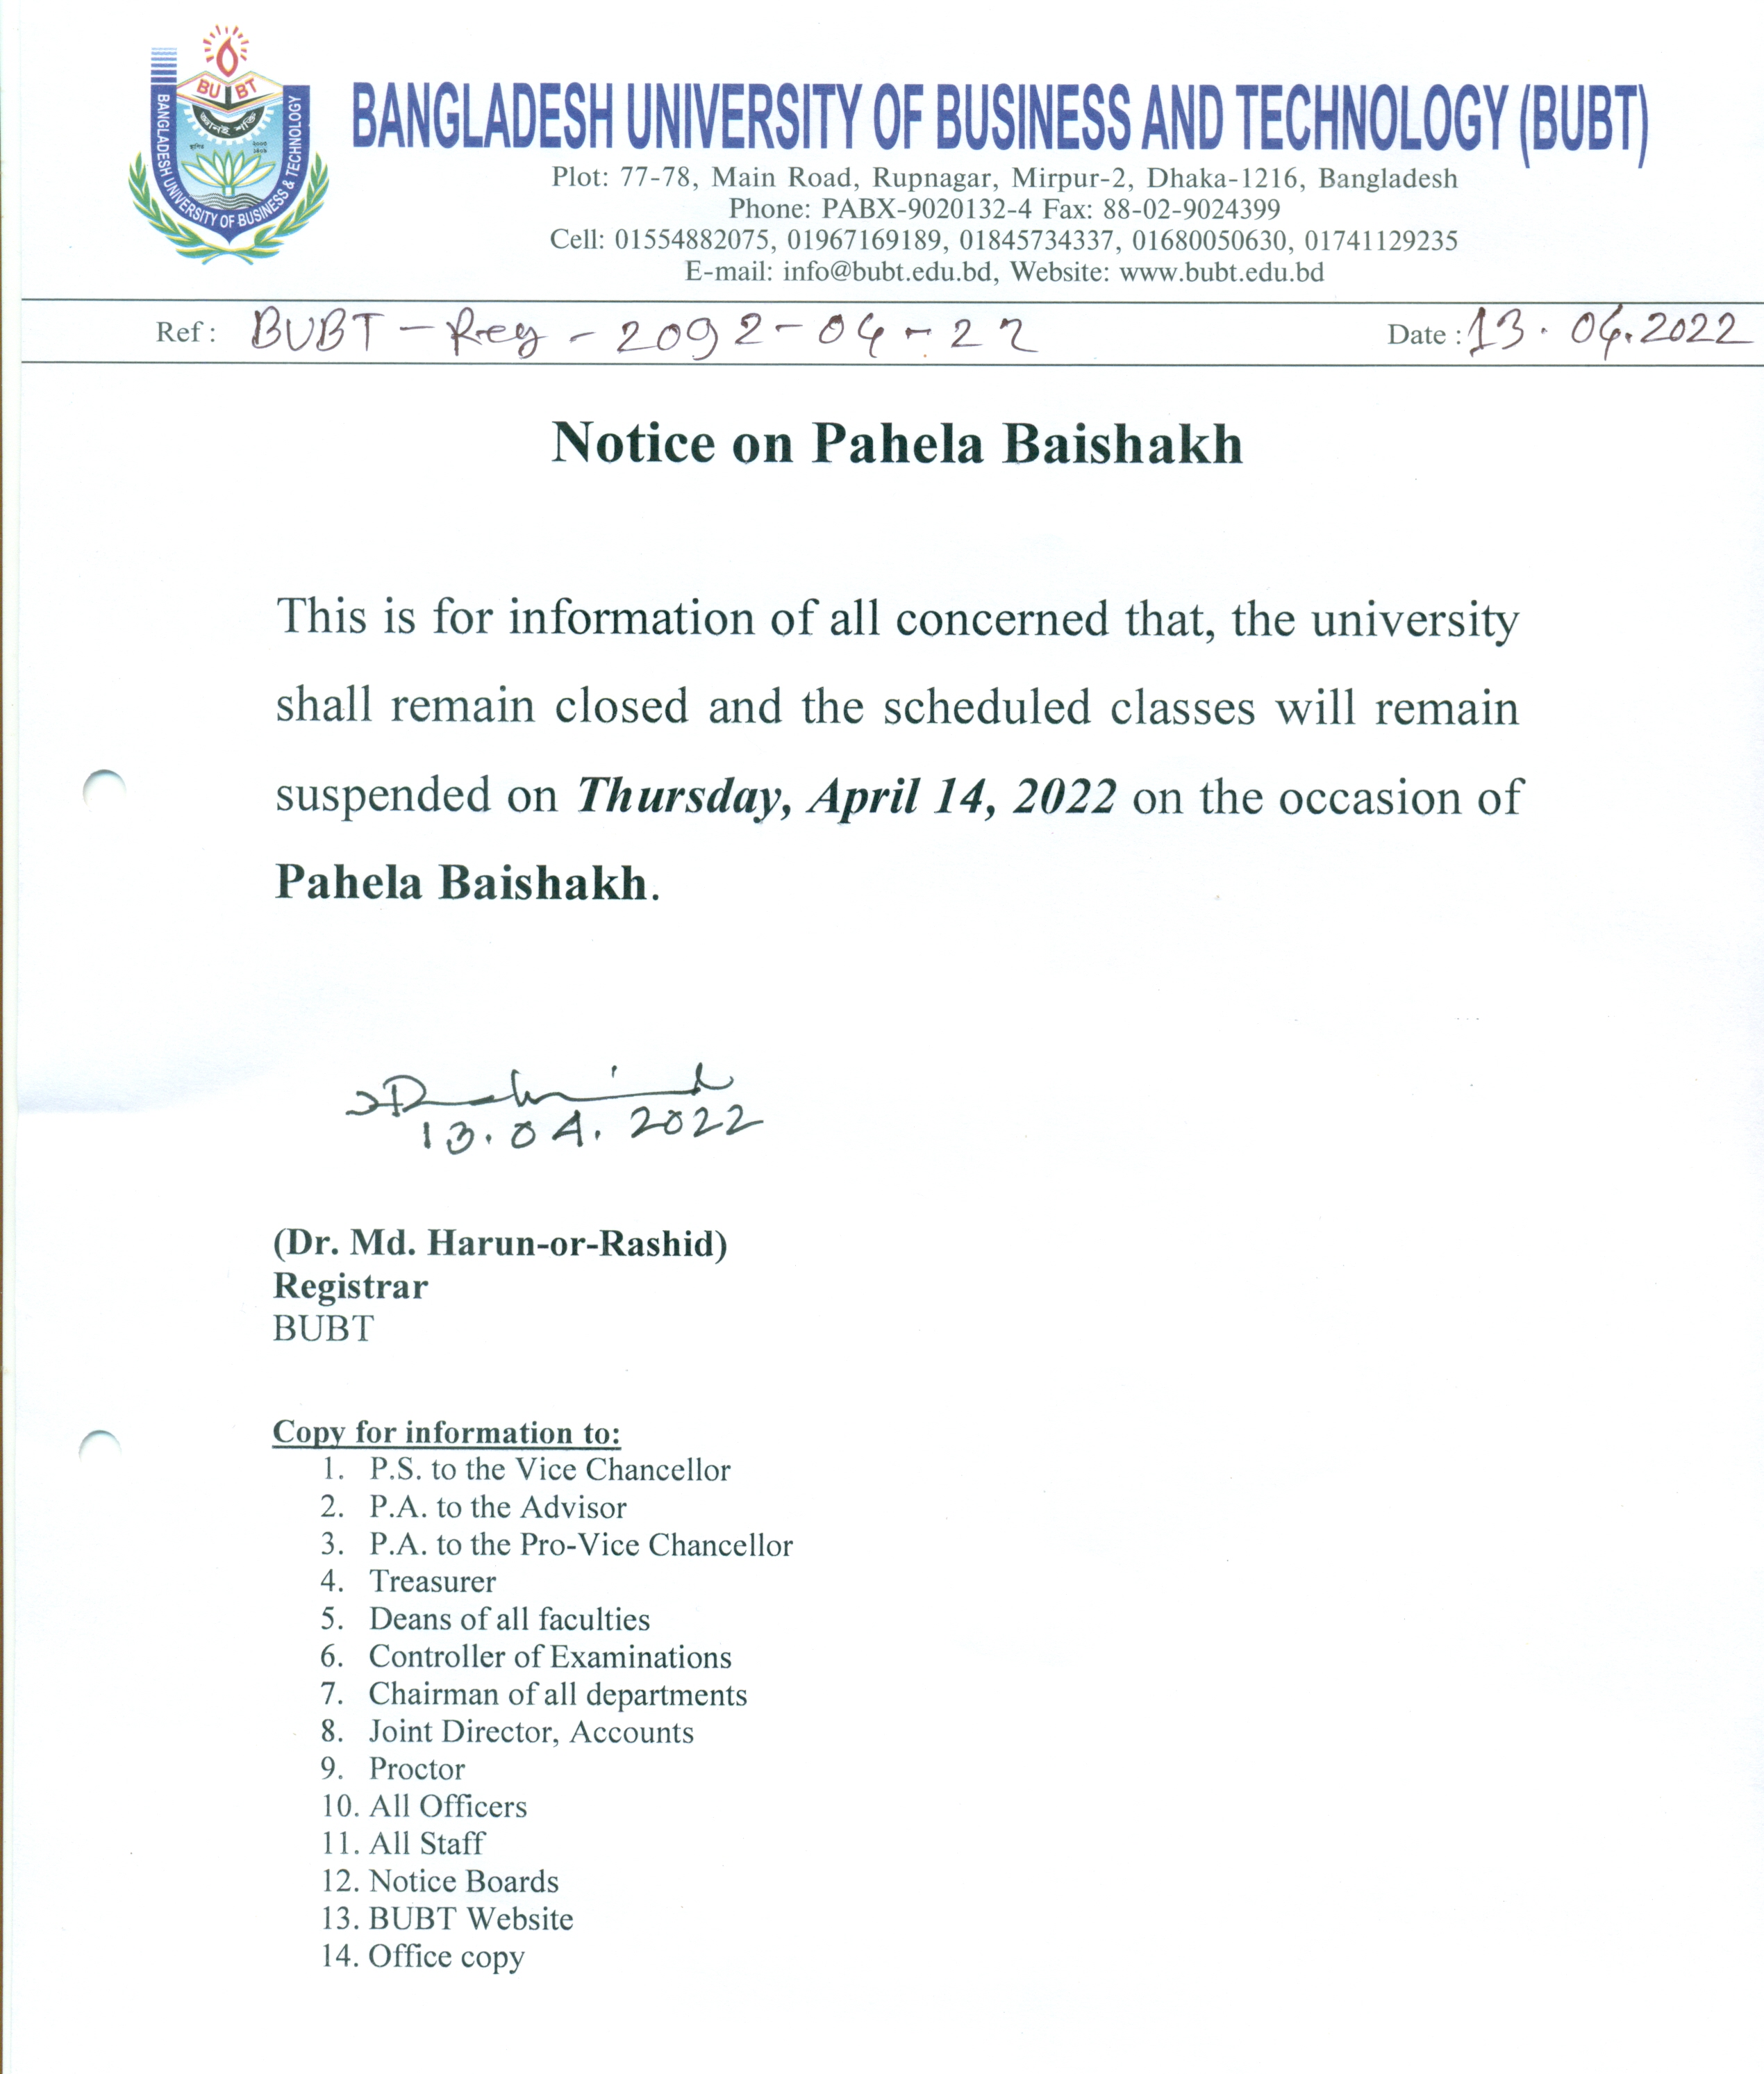 BU BT
জ্ঞানই শক্তি
BANGLADESH UNIVERSITY OF BUSINESS & TECHNOLOGY
BANGLADESH UNIVERSITY OF BUSINESS AND TECHNOLOGY (BUBT)
Plot: 77-78, Main Road, Rupnagar, Mirpur-2, Dhaka-1216, Bangladesh
Phone: PABX-9020132-4 Fax: 88-02-9024399
Cell: 01554882075, 01967169189, 01845734337, 01680050630, 01741129235
E-mail: info@bubt.edu.bd, Website: www.bubt.edu.bd
Ref : BUBT - Reg - 2092 - 04 - 22 Date : 13.04.2022
Notice on Pahela Baishakh
This is for information of all concerned that, the university
shall remain closed and the scheduled classes will remain
suspended on Thursday, April 14, 2022 on the occasion of
Pahela Baishakh.
13.04.2022
(Dr. Md. Harun-or-Rashid)
Registrar
BUBT
Copy for information to:
1. P.S. to the Vice Chancellor
2. P.A. to the Advisor
3. P.A. to the Pro-Vice Chancellor
4. Treasurer
5. Deans of all faculties
6. Controller of Examinations
7. Chairman of all departments
8. Joint Director, Accounts
9. Proctor
10. All Officers
11. All Staff
12. Notice Boards
13. BUBT Website
14. Office copy